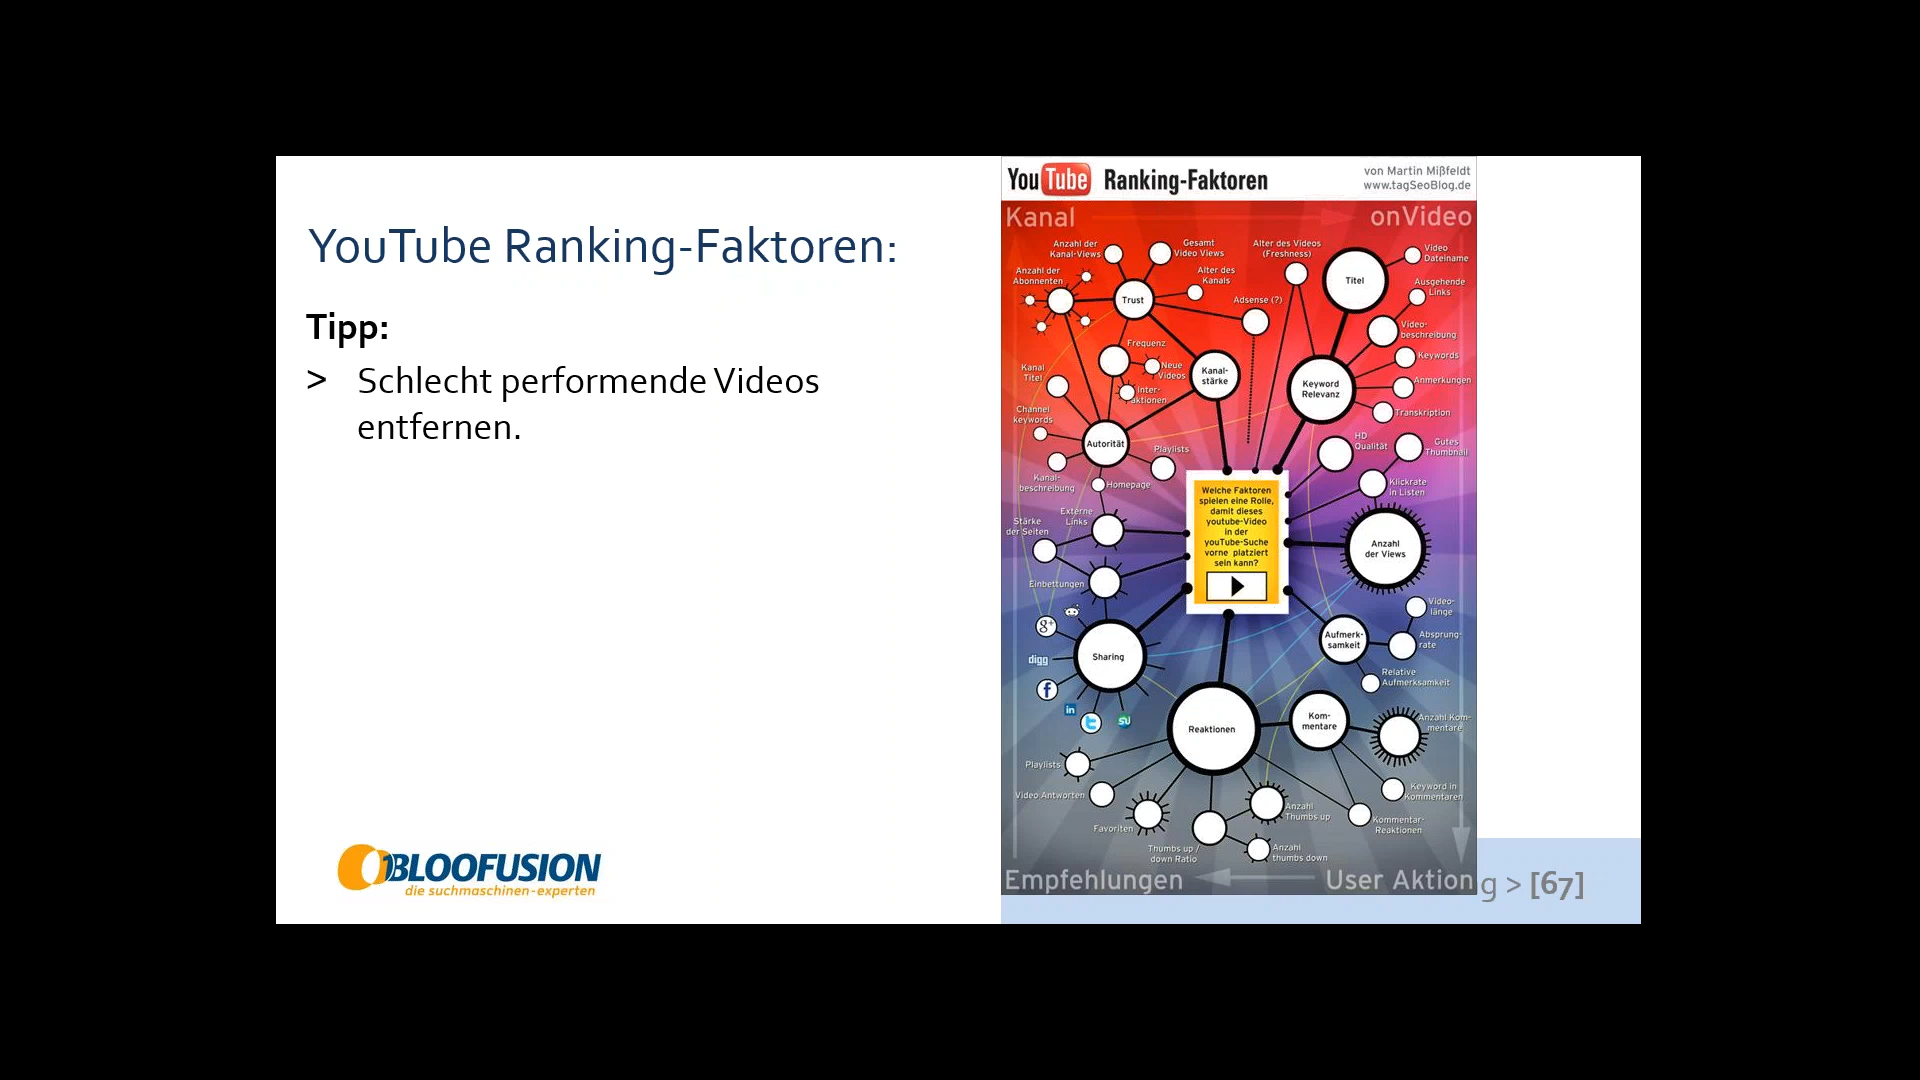 YouTube Ranking-Faktoren:
Tipp:
> Schlecht performende Videos
entfernen.
BLOOFUSION
die suchmaschinen-experten
g > [67]
YouTube Ranking-Faktoren
von Martin Mißfeldt
www.tagSeoBlog.de
Kanal
onVideo
Anzahl der
Kanal-Views
Gesamt
Video Views
Alter des Videos
(Freshness)
Video
Dateiname
Anzahl der
Abonnenten
Alter des
Kanals
Titel
Ausgehende
Links
Trust
Adsense (?)
Video-
beschreibung
Frequenz
Neue
Videos
Inter-
aktionen
Kanal-
stärke
Keyword
Relevanz
Keywords
Anmerkungen
Transkription
Kanal
Titel
Channel
keywords
Autorität
Playlists
Kanal-
beschreibung
Homepage
HD
Qualität
Gutes
Thumbnail
Klickrate
in Listen
Welche Faktoren
spielen eine Rolle,
damit dieses
youtube-Video
in der
youTube-Suche
vorne platziert
sein kann?
Externe
Links
Stärke
der Seiten
Anzahl
der Views
Einbettungen
g+
digg
f
in
Sharing
Video-
länge
Aufmerk-
samkeit
Absprung-
rate
Relative
Aufmerksamkeit
Reaktionen
Kom-
mentare
Anzahl Kom-
mentare
Playlists
Video Antworten
Favoriten
Thumbs up /
down Ratio
Anzahl
Thumbs up
Anzahl
thumbs down
Keyword in
Kommentaren
Kommentar-
Reaktionen
Empfehlungen
User Aktion